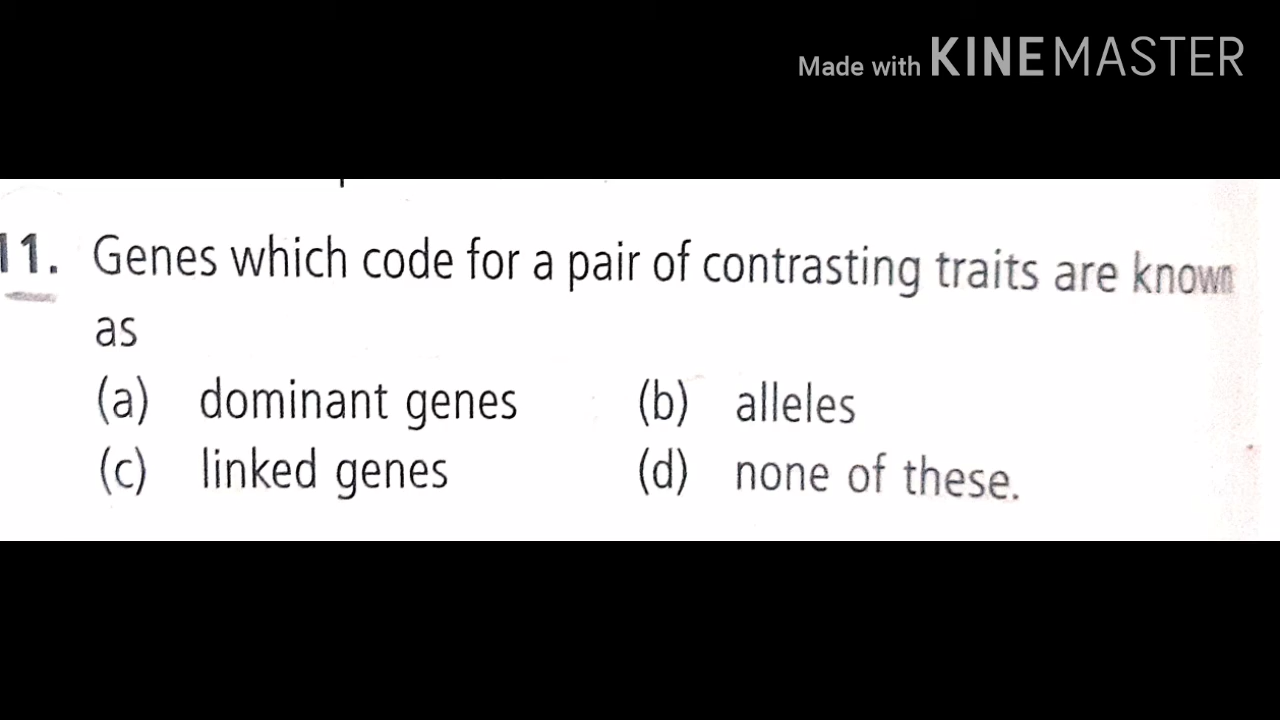 Made with KINEMASTER
11. Genes which code for a pair of contrasting traits are known
as
(a) dominant genes (b) alleles
(c) linked genes (d) none of these.